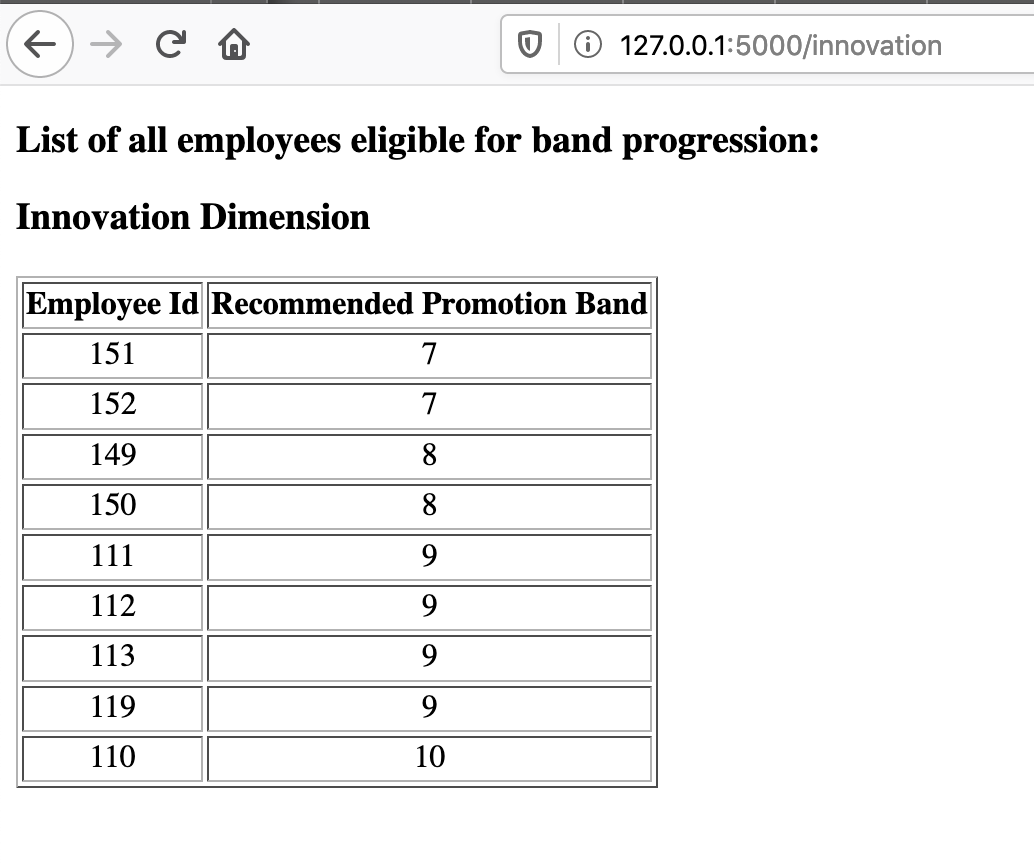 127.0.0.1:5000/innovation
List of all employees eligible for band progression:
Innovation Dimension
Employee Id Recommended Promotion Band
151 7
152 7
149 8
150 8
111 9
112 9
113 9
119 9
110 10